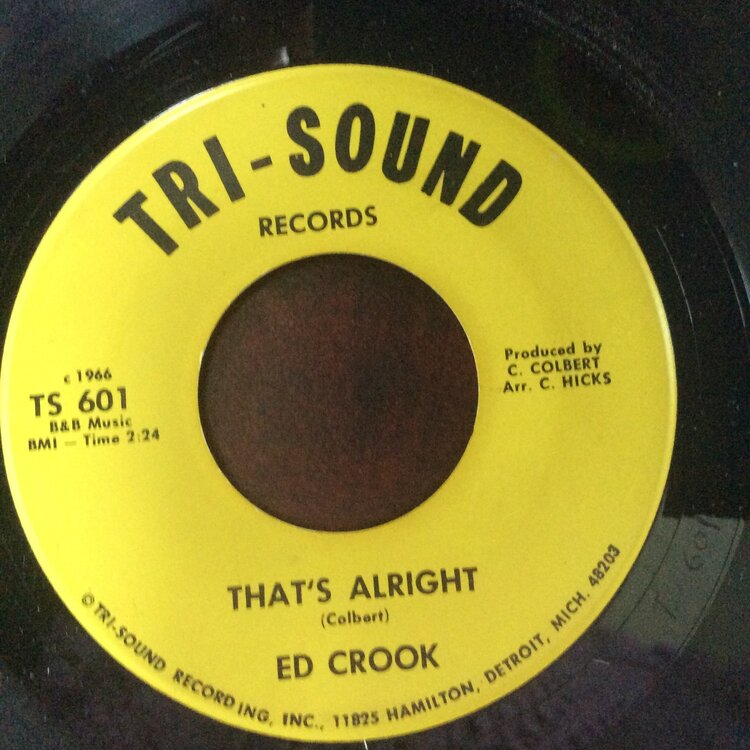 TRI-SOUND
RECORDS
c 1966
TS 601
B&B Music
BMI — Time 2:24
Produced by
C. COLBERT
Arr. C. HICKS
THAT'S ALRIGHT
(Colbert)
ED CROOK
© TRI-SOUND RECORDING, INC., 11825 HAMILTON, DETROIT, MICH. 48203